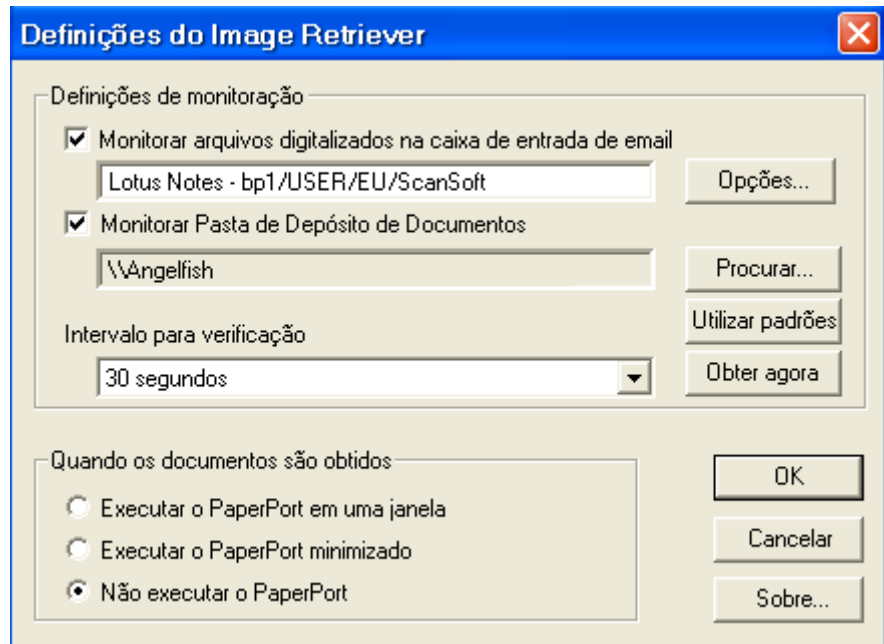 Definições do Image Retriever
Definições de monitoração
Monitorar arquivos digitalizados na caixa de entrada de email
Lotus Notes - bp1/USER/EU/ScanSoft
Opções...
Monitorar Pasta de Depósito de Documentos
\\Angelfish
Procurar...
Utilizar padrões
Intervalo para verificação
30 segundos
Obter agora
Quando os documentos são obtidos
Executar o PaperPort em uma janela
Executar o PaperPort minimizado
Não executar o PaperPort
OK
Cancelar
Sobre...